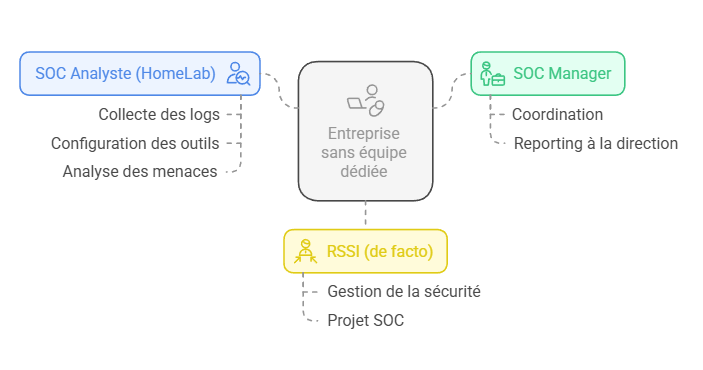 SOC Analyste (HomeLab)
Collecte des logs
Configuration des outils
Analyse des menaces
Entreprise
sans équipe
dédiée
SOC Manager
Coordination
Reporting à la direction
RSSI (de facto)
Gestion de la sécurité
Projet SOC